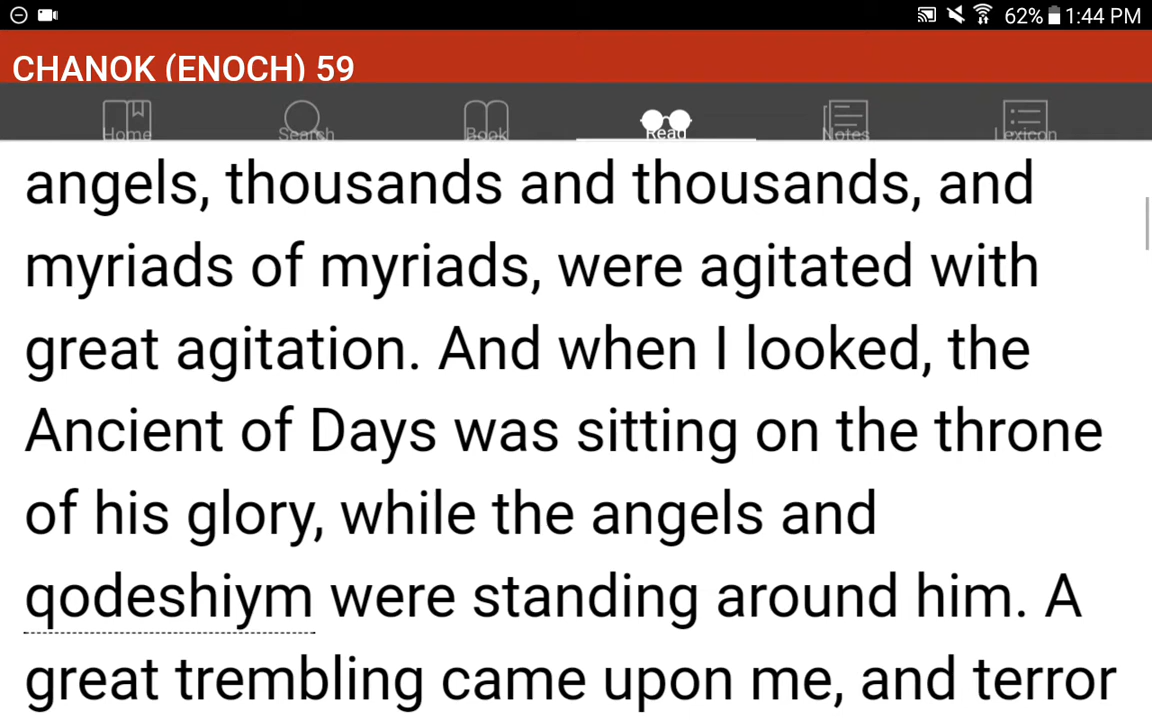 62% 1:44 PM
CHANOK (ENOCH) 59
Home Search Book Read Notes Lexicon
angels, thousands and thousands, and
myriads of myriads, were agitated with
great agitation. And when I looked, the
Ancient of Days was sitting on the throne
of his glory, while the angels and
qodeshiym were standing around him. A
great trembling came upon me, and terror